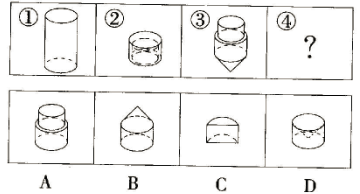 ① ② ③ ④
?
A B C D